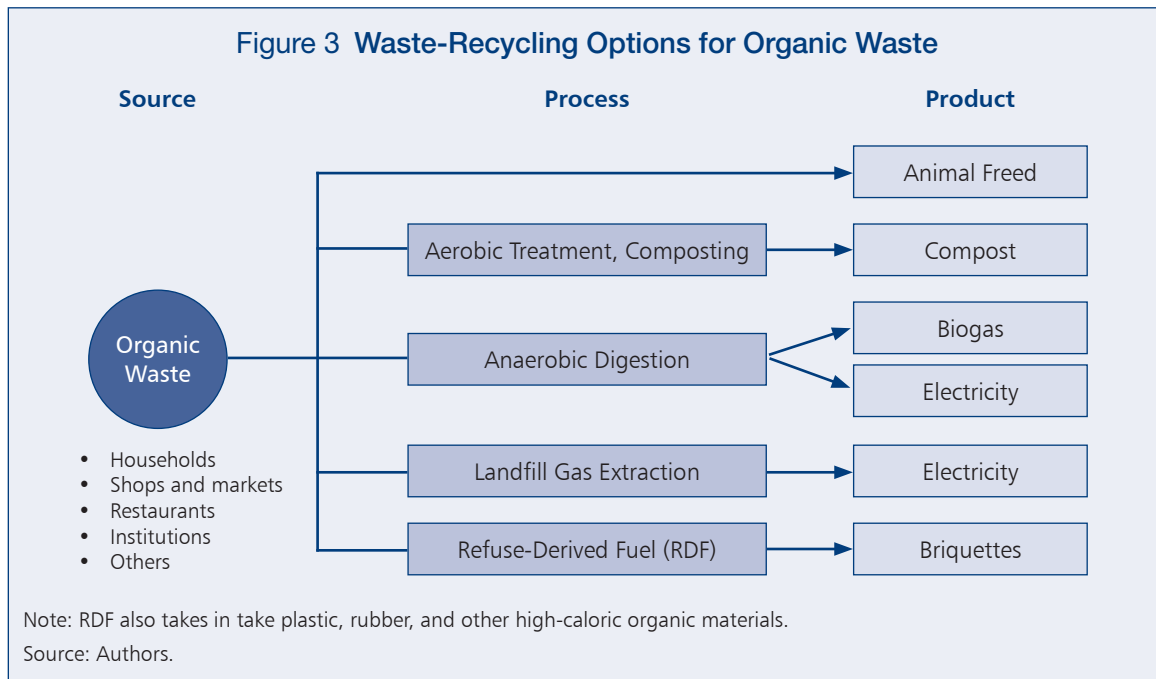 Figure 3 Waste-Recycling Options for Organic Waste
Source
Process
Product
Animal Freed
Aerobic Treatment, Composting
Compost
Organic
Waste
Anaerobic Digestion
Biogas
Electricity
• Households
• Shops and markets
• Restaurants
• Institutions
• Others
Landfill Gas Extraction
Electricity
Refuse-Derived Fuel (RDF)
Briquettes
Note: RDF also takes in take plastic, rubber, and other high-caloric organic materials.
Source: Authors.